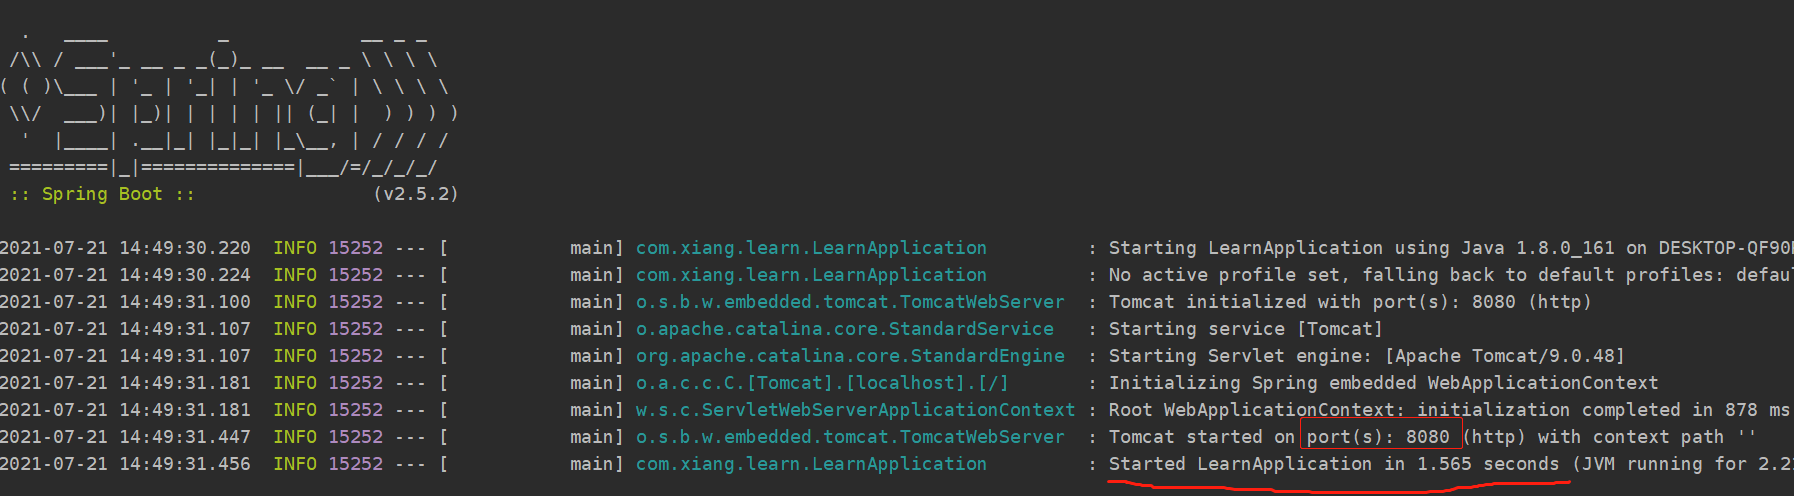 .   ____          _            __ _ _
 /\\ / ___'_ __ _ _(_)_ __  __ _ \ \ \ \
( ( )\___ | '_ | '_| | '_ \/ _` | \ \ \ \
 \\/  ___)| |_)| | | | | || (_| |  ) ) ) )
  '  |____| .__|_| |_|_| |_\__, | / / / /
 =========|_|==============|___/=/_/_/_/
 :: Spring Boot ::                (v2.5.2)
2021-07-21 14:49:30.220  INFO 15252 --- [           main] com.xiang.learn.LearnApplication         : Starting LearnApplication using Java 1.8.0_161 on
2021-07-21 14:49:30.224  INFO 15252 --- [           main] com.xiang.learn.LearnApplication         : No active profile set, falling back to default profiles: defau
2021-07-21 14:49:31.100  INFO 15252 --- [           main] o.s.b.w.embedded.tomcat.TomcatWebServer  : Tomcat initialized with port(s): 8080 (http)
2021-07-21 14:49:31.107  INFO 15252 --- [           main] o.apache.catalina.core.StandardService   : Starting service [Tomcat]
2021-07-21 14:49:31.107  INFO 15252 --- [           main] org.apache.catalina.core.StandardEngine  : Starting Servlet engine: [Apache Tomcat/9.0.48]
2021-07-21 14:49:31.181  INFO 15252 --- [           main] o.a.c.c.C.[Tomcat].[localhost].[/]       : Initializing Spring embedded WebApplicationContext
2021-07-21 14:49:31.181  INFO 15252 --- [           main] w.s.c.ServletWebServerApplicationContext : Root WebApplicationContext: initialization completed in 878 ms
2021-07-21 14:49:31.447  INFO 15252 --- [           main] o.s.b.w.embedded.tomcat.TomcatWebServer  : Tomcat started on port(s): 8080 (http) with context path ''
2021-07-21 14:49:31.456  INFO 15252 --- [           main] com.xiang.learn.LearnApplication         : Started LearnApplication in 1.565 seconds (JVM running for